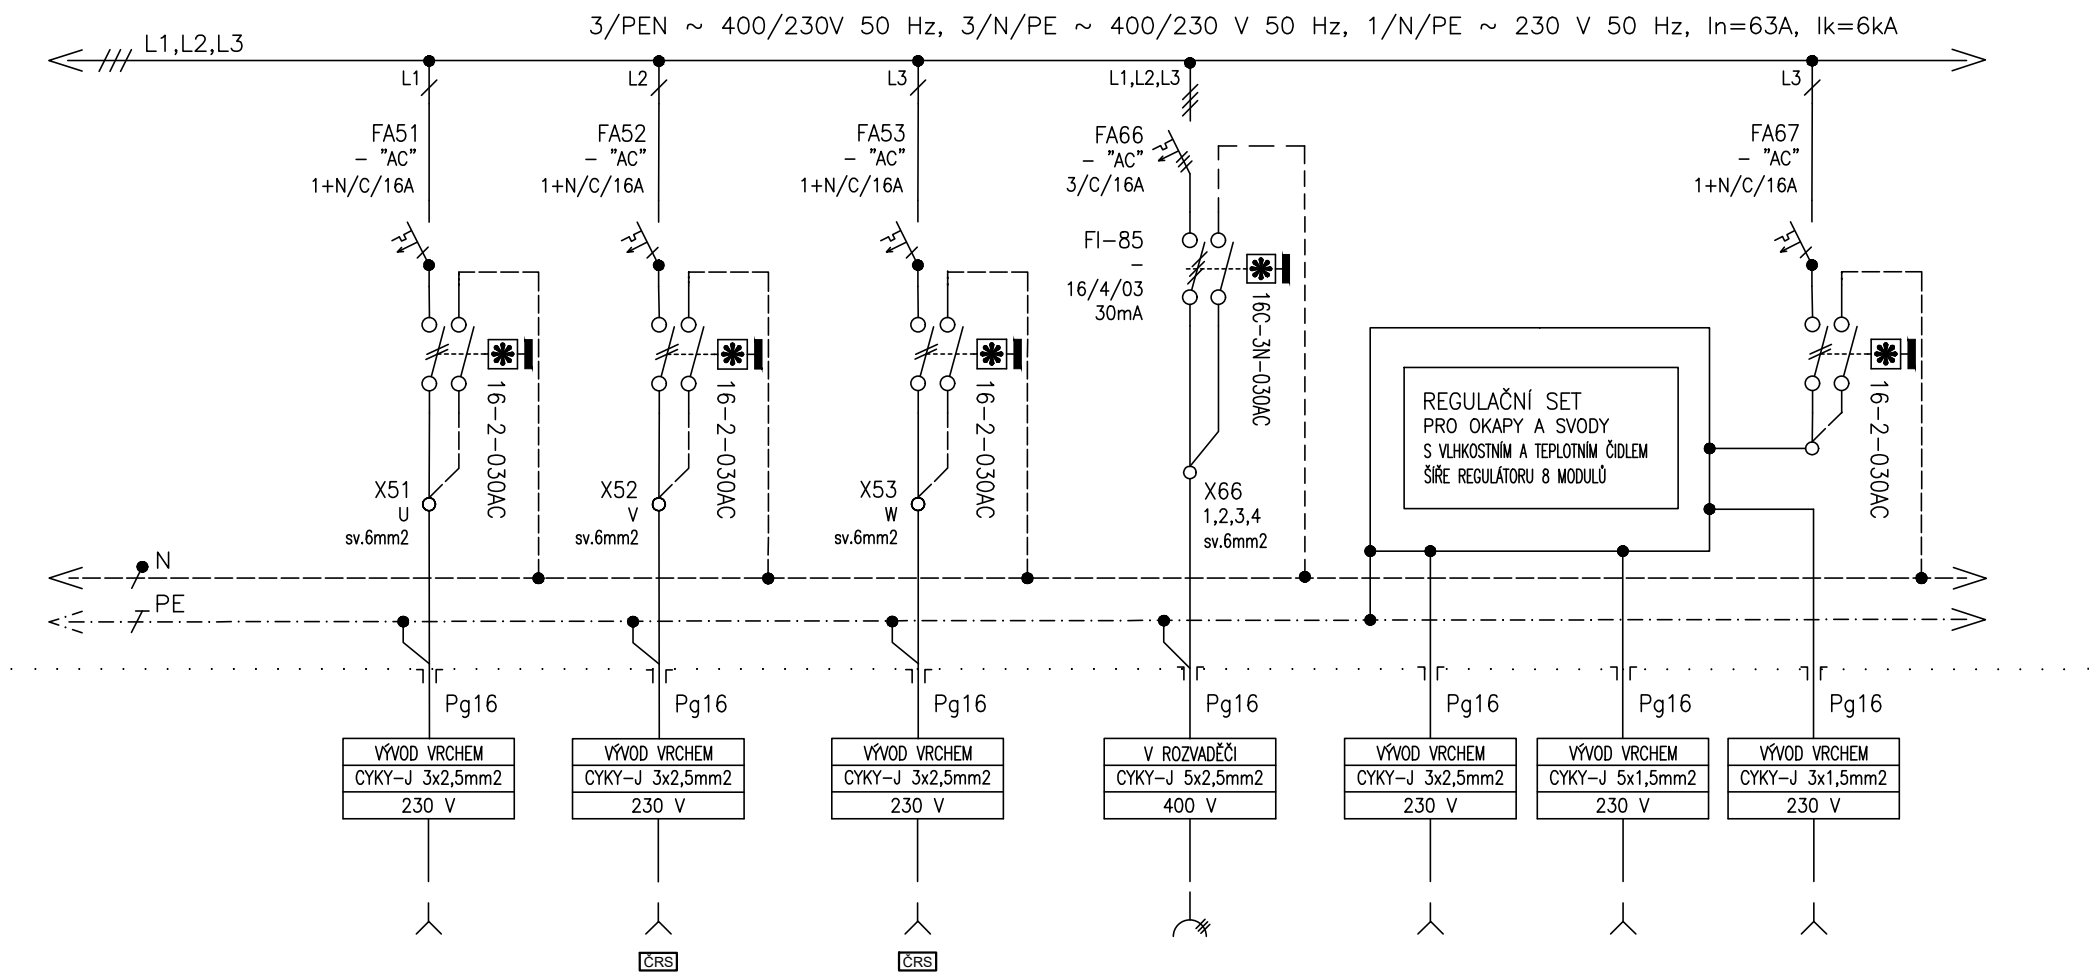 3/PEN ~ 400/230V 50 Hz, 3/N/PE ~ 400/230 V 50 Hz, 1/N/PE ~ 230 V 50 Hz, In=63A, Ik=6kA
L1,L2,L3
L1
L2
L3
L1,L2,L3
L3
FA51
– "AC"
1+N/C/16A
FA52
– "AC"
1+N/C/16A
FA53
– "AC"
1+N/C/16A
FA66
– "AC"
3/C/16A
FA67
– "AC"
1+N/C/16A
FI–85
–
16/4/03
30mA
16–2–030AC
16–2–030AC
16–2–030AC
16C–3N–030AC
16–2–030AC
REGULAČNÍ SET
PRO OKAPY A SVODY
S VLHKOSTNÍM A TEPLOTNÍM ČIDLEM
ŠÍŘE REGULÁTORU 8 MODULŮ
X51
U
sv.6mm2
X52
V
sv.6mm2
X53
W
sv.6mm2
X66
1,2,3,4
sv.6mm2
N
PE
Pg16
Pg16
Pg16
Pg16
Pg16
Pg16
Pg16
VÝVOD VRCHEM
CYKY–J 3x2,5mm2
230 V
VÝVOD VRCHEM
CYKY–J 3x2,5mm2
230 V
VÝVOD VRCHEM
CYKY–J 3x2,5mm2
230 V
V ROZVADĚČI
CYKY–J 5x2,5mm2
400 V
VÝVOD VRCHEM
CYKY–J 3x2,5mm2
230 V
VÝVOD VRCHEM
CYKY–J 5x1,5mm2
230 V
VÝVOD VRCHEM
CYKY–J 3x1,5mm2
230 V
ČRS
ČRS